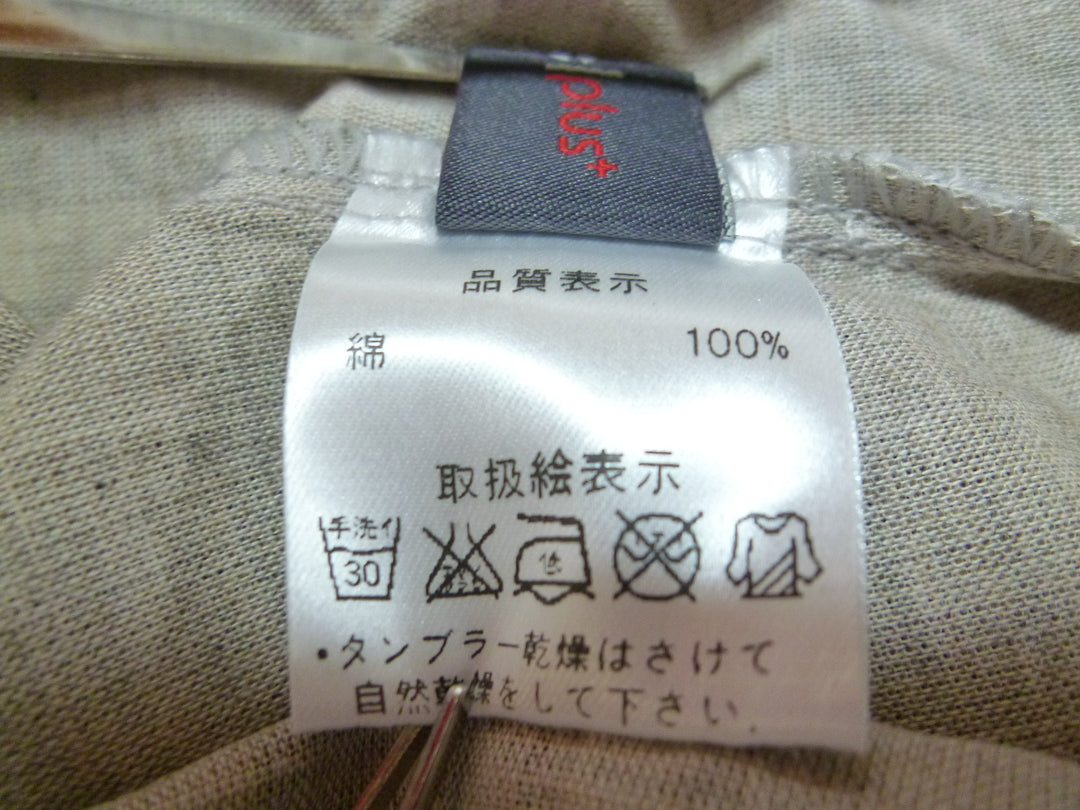 plus+
品質表示
綿 100%
取扱絵表示
手洗イ
30
低
・タンブラー乾燥はさけて
自然乾燥をして下さい.